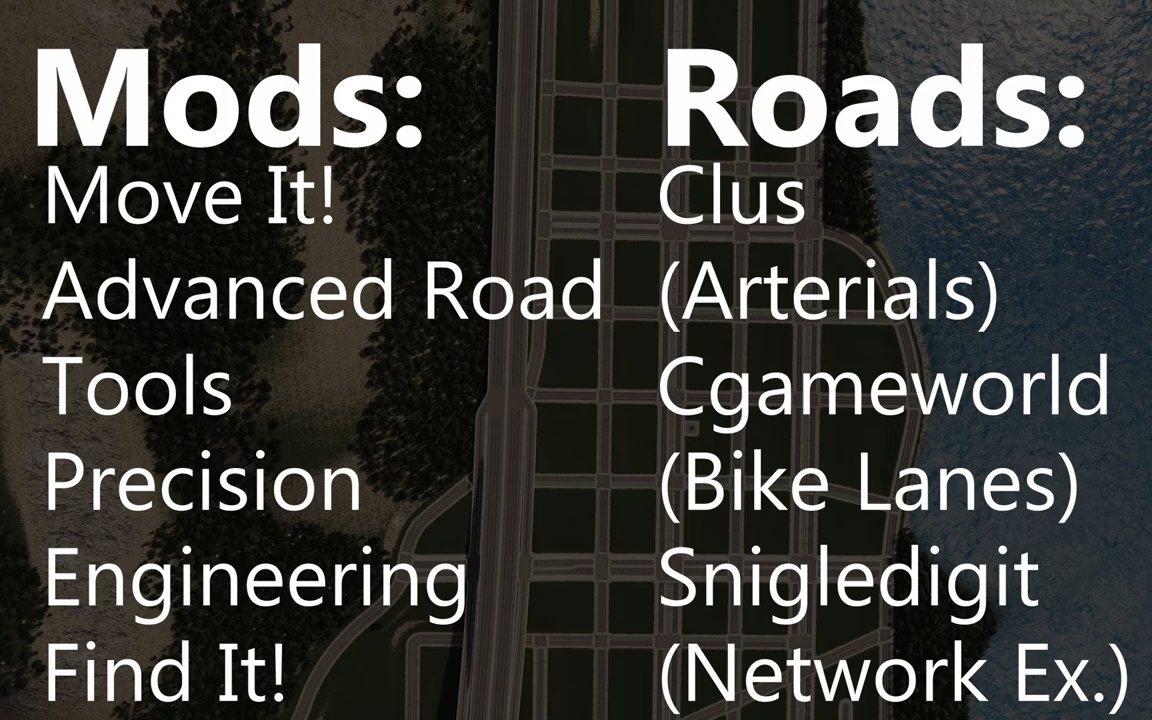 Mods:
Move It!
Advanced Road
Tools
Precision
Engineering
Find It!
Roads:
Clus
(Arterials)
Cgameworld
(Bike Lanes)
Snigledigit
(Network Ex.)